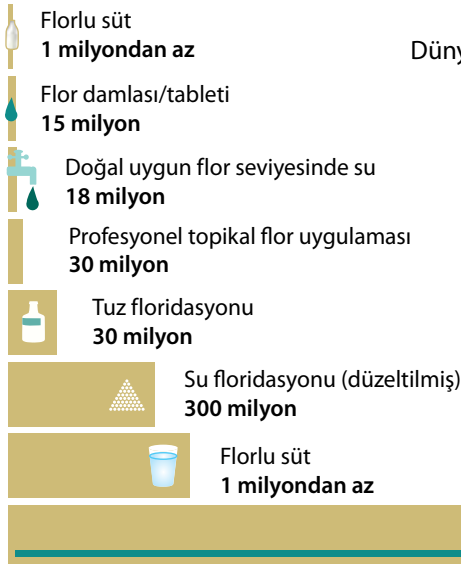 Florlu süt
1 milyondan az
Düny
Flor damlası/tableti
15 milyon
Doğal uygun flor seviyesinde su
18 milyon
Profesyonel topikal flor uygulaması
30 milyon
Tuz floridasyonu
30 milyon
Su floridasyonu (düzeltilmiş)
300 milyon
Florlu süt
1 milyondan az